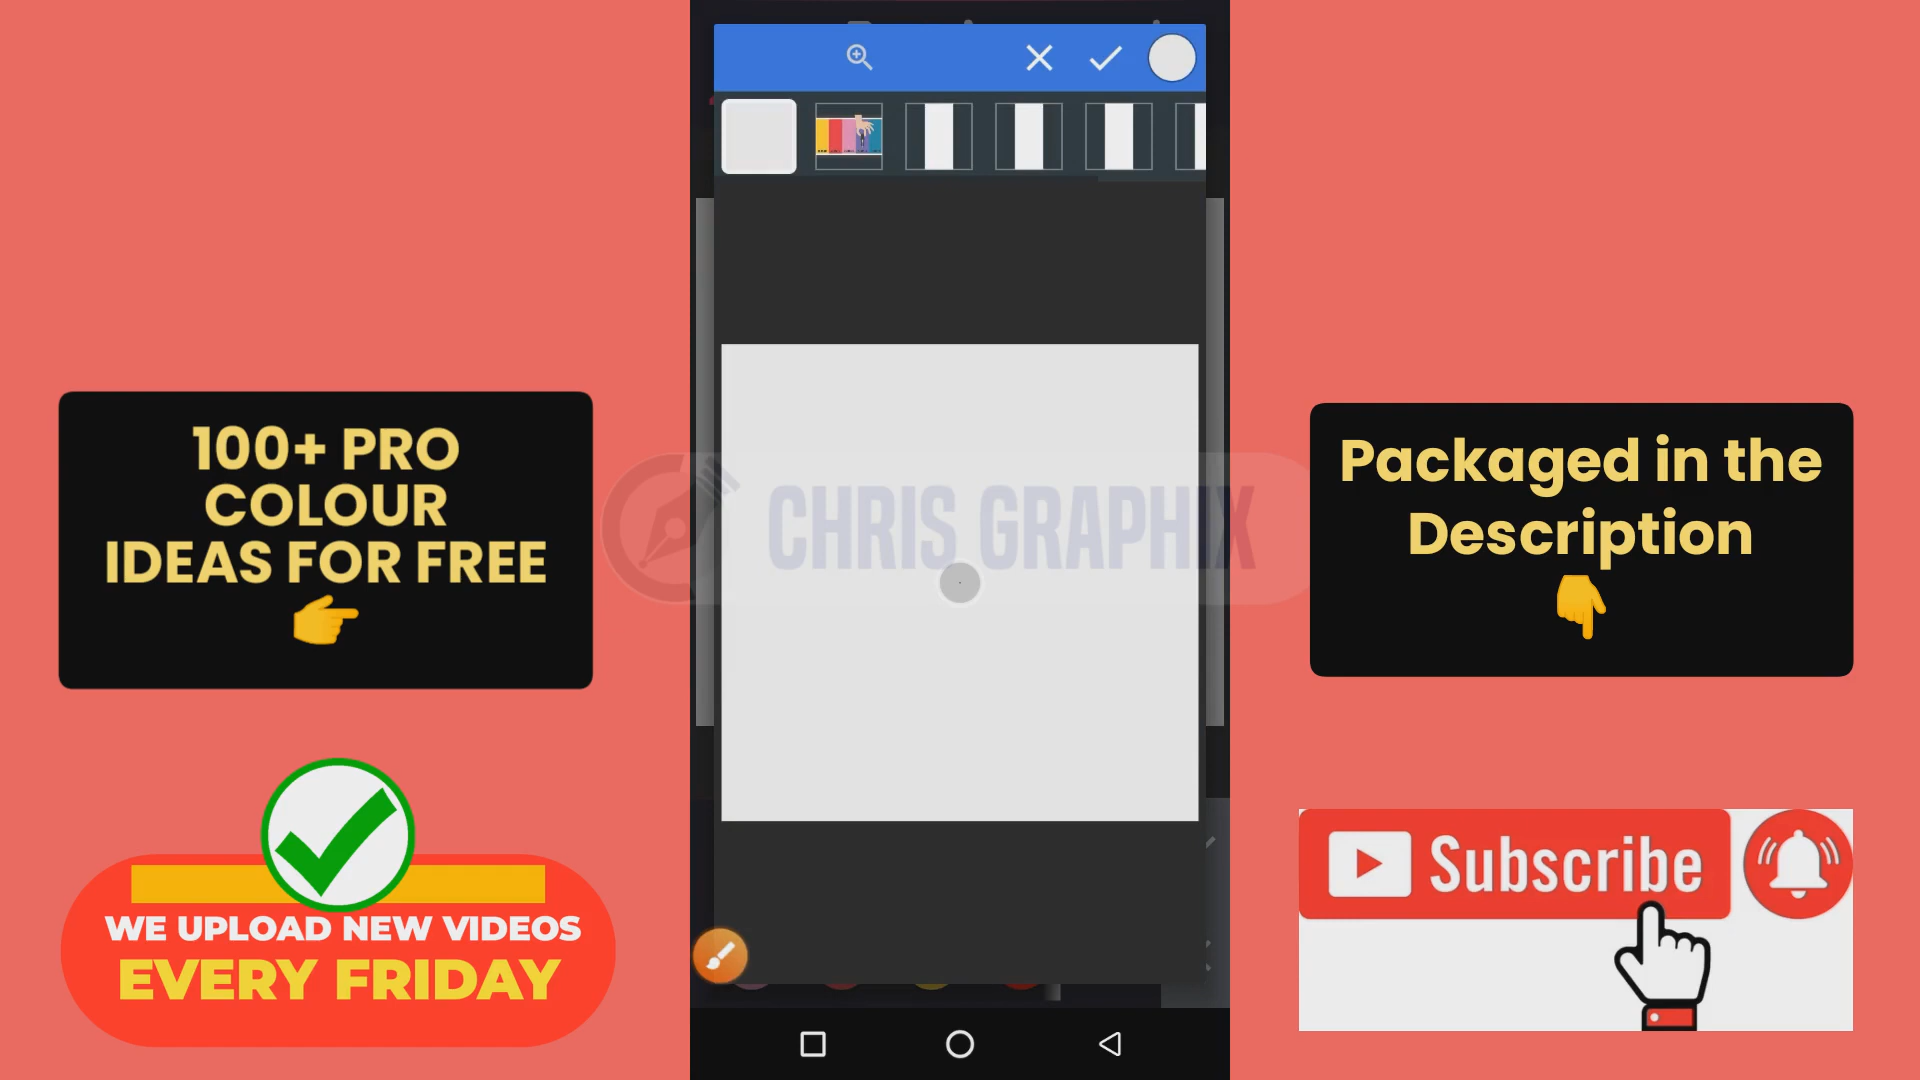 100+ PRO
COLOUR
IDEAS FOR FREE
CHRIS GRAPHIX
Packaged in the
Description
WE UPLOAD NEW VIDEOS
EVERY FRIDAY
Subscribe